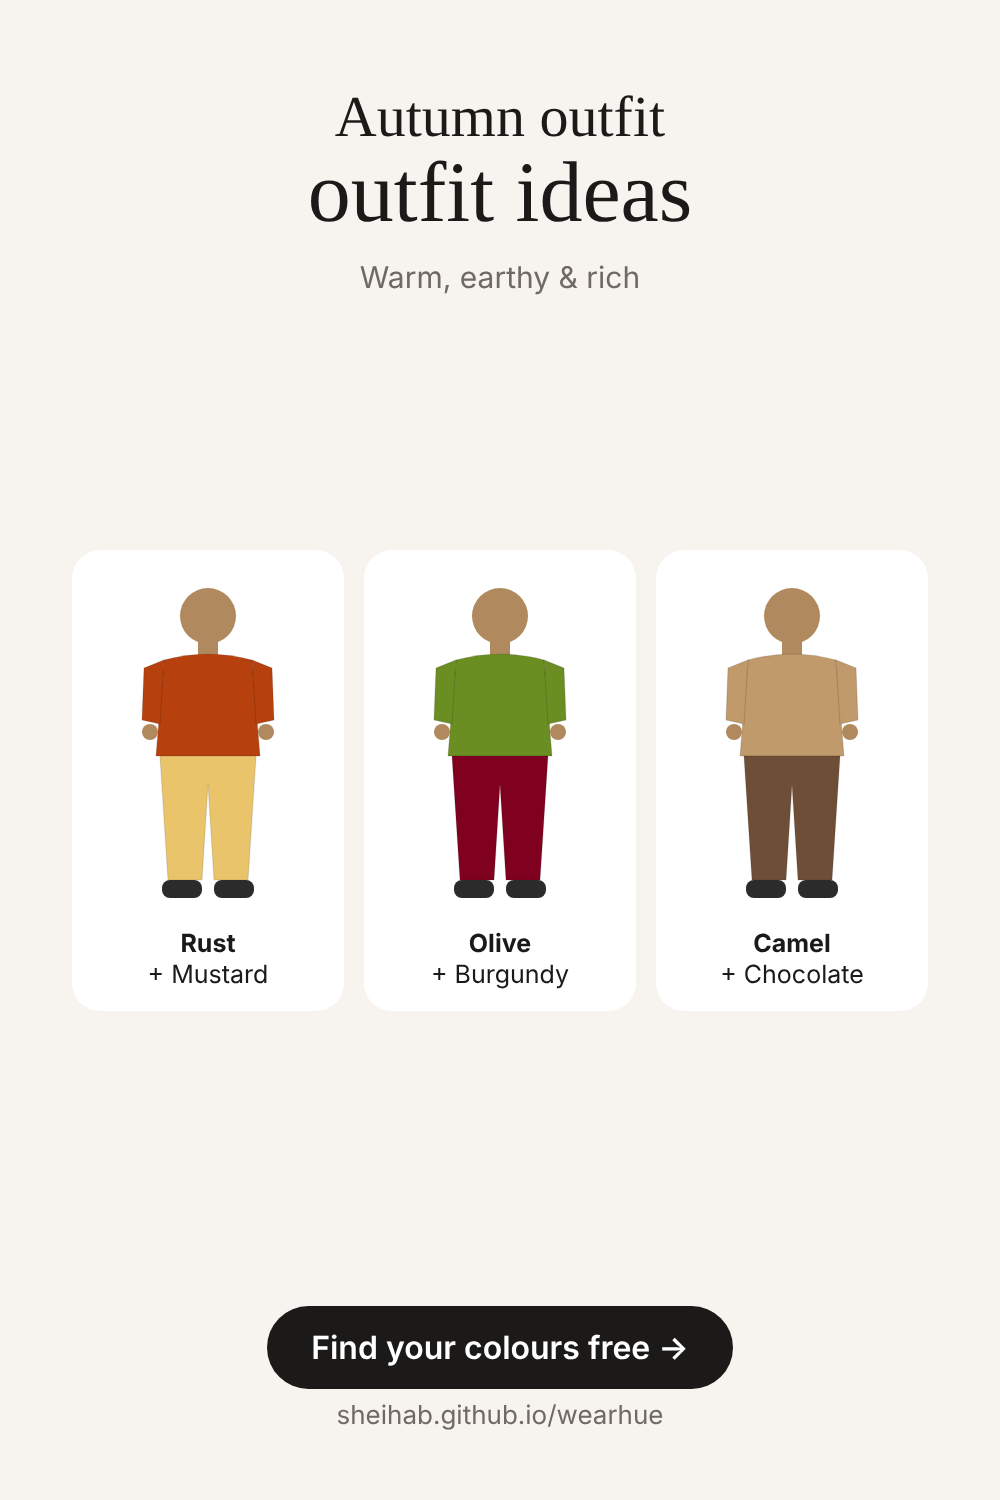 Autumn outfit
outfit ideas
Warm, earthy & rich
Rust
+ Mustard
Olive
+ Burgundy
Camel
+ Chocolate
Find your colours free →
sheihab.github.io/wearhue